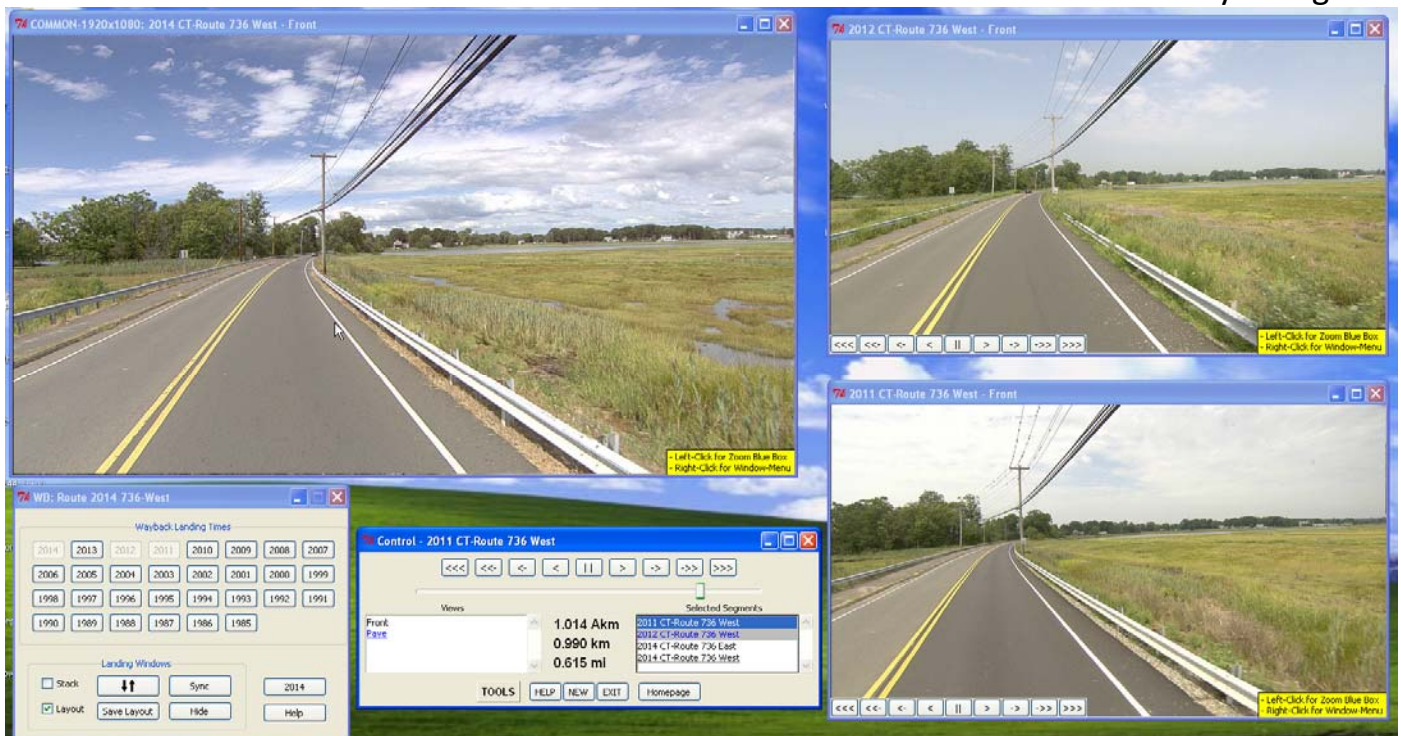 COMMON-1920x1080: 2014 CT-Route 736 West - Front
- Left-Click for Zoom Blue Box
- Right-Click for Window-Menu
2012 CT-Route 736 West - Front
<<< <<- <- < || > -> ->> >>>
- Left-Click for Zoom Blue Box
- Right-Click for Window-Menu
2011 CT-Route 736 West - Front
<<< <<- <- < || > -> ->> >>>
- Left-Click for Zoom Blue Box
- Right-Click for Window-Menu
WB: Route 2014 736-West
Wayback Landing Times
2014 2013 2012 2011 2010 2009 2008 2007
2006 2005 2004 2003 2002 2001 2000 1999
1998 1997 1996 1995 1994 1993 1992 1991
1990 1989 1988 1987 1986 1985
Landing Windows
Stack Sync 2014
Layout Save Layout Hide Help
Control - 2011 CT-Route 736 West
<<< <<- <- < || > -> ->> >>>
Views Selected Segments
Front
Pave
1.014 Akm
0.990 km
0.615 mi
2011 CT-Route 736 West
2012 CT-Route 736 West
2014 CT-Route 736 East
2014 CT-Route 736 West
TOOLS HELP NEW EXIT Homepage